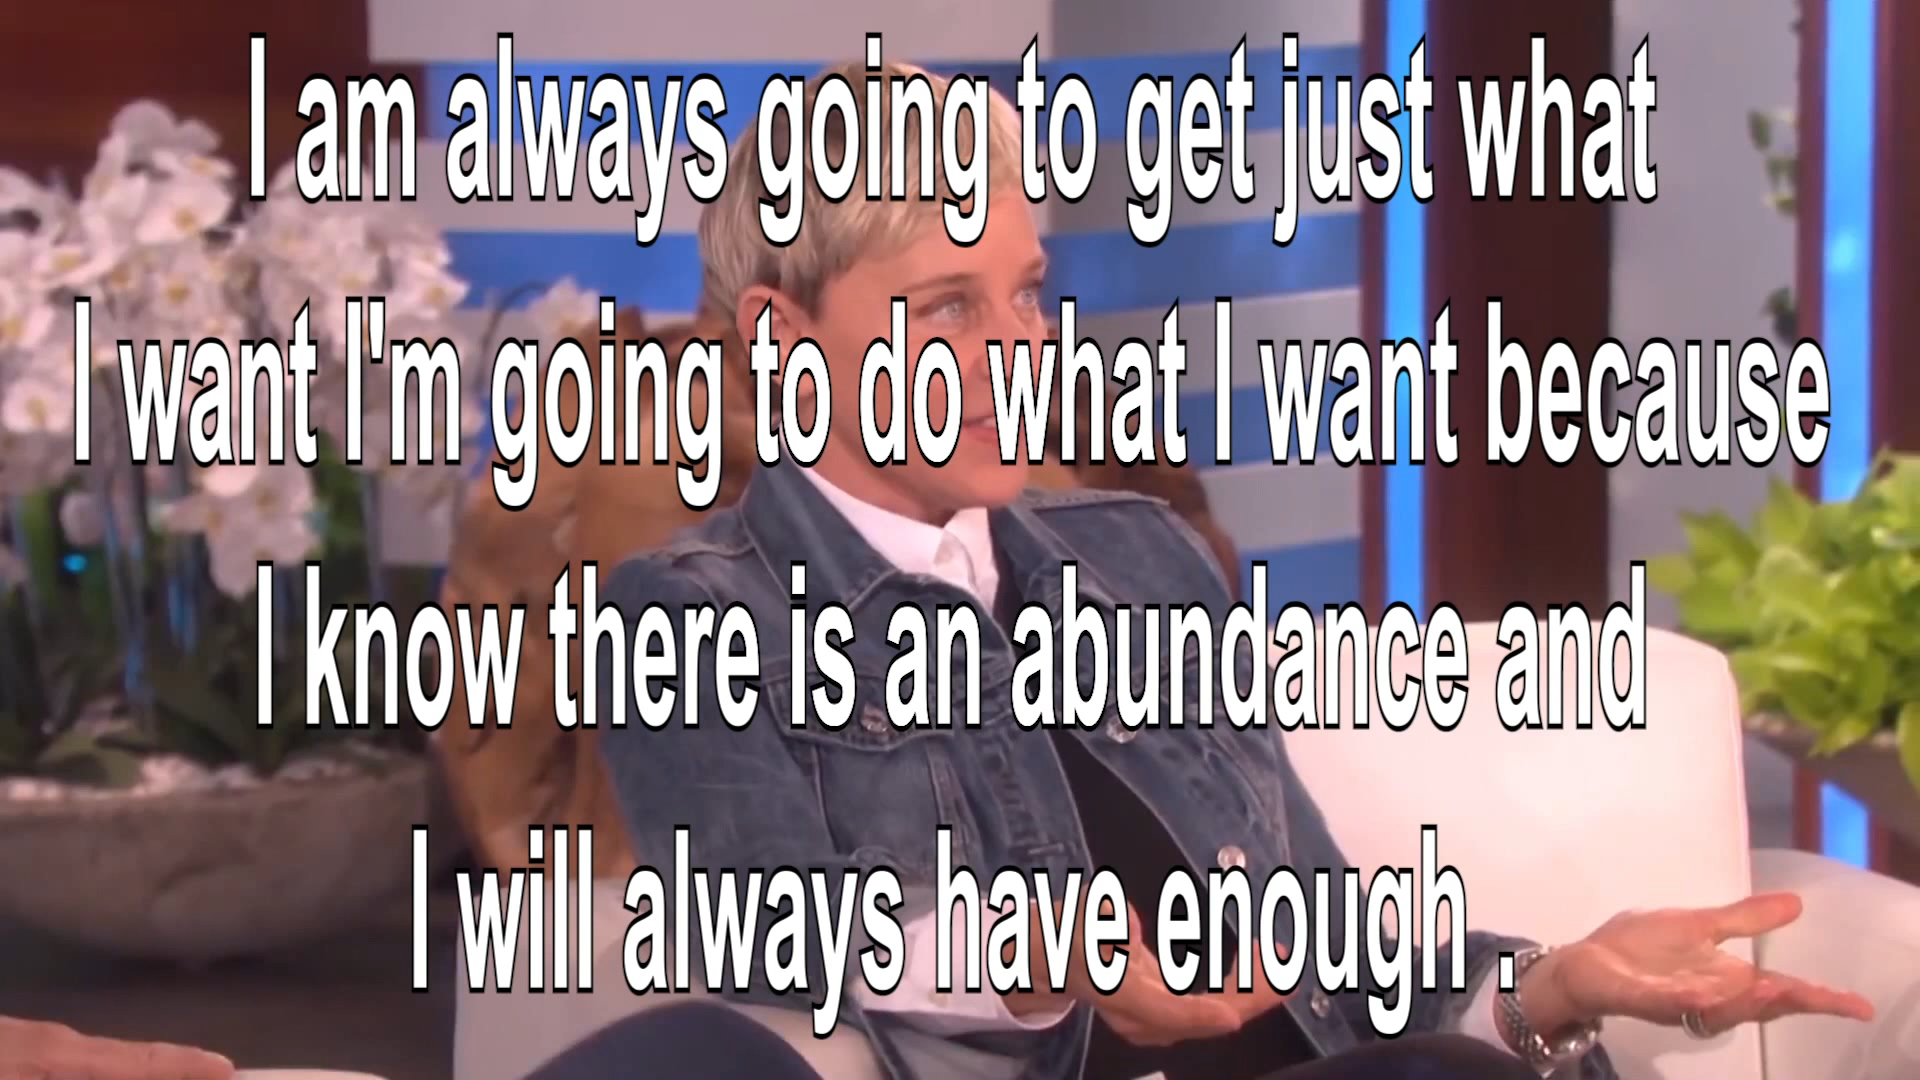 I am always going to get just what
I want I'm going to do what I want because
I know there is an abundance and
I will always have enough .